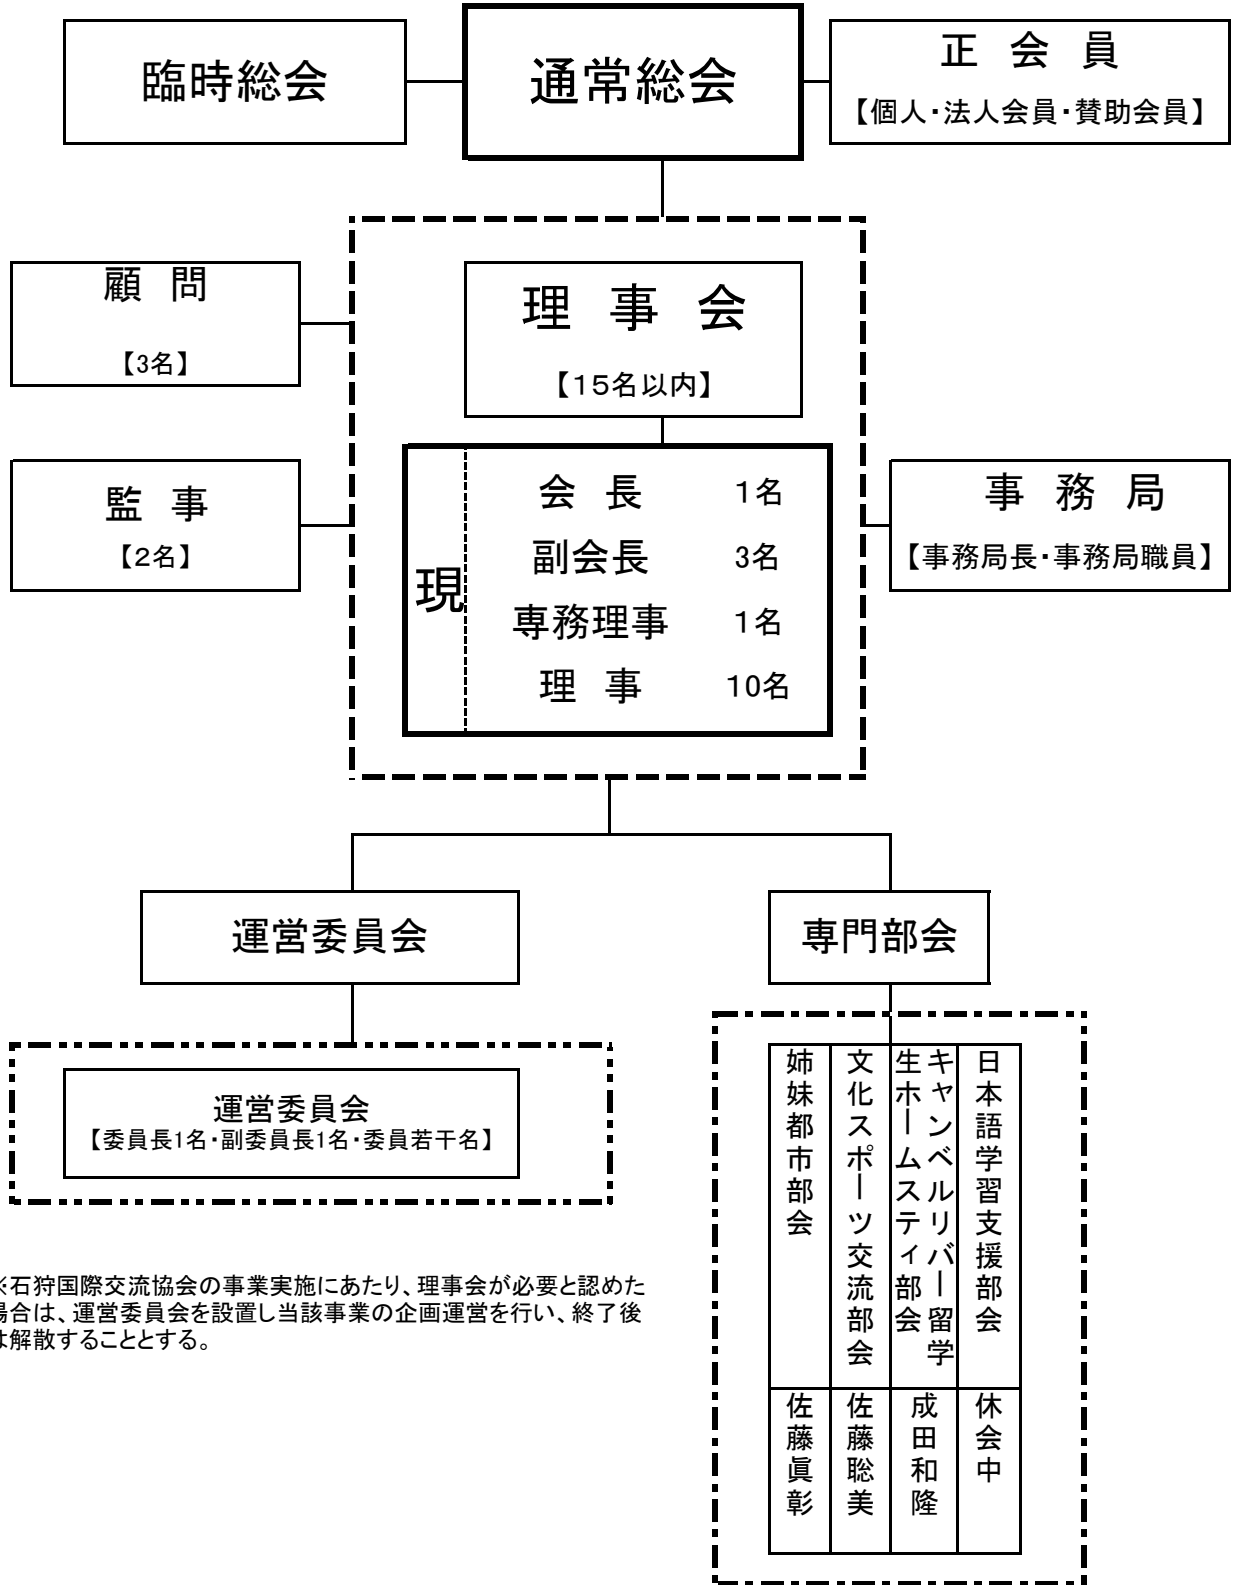 臨時総会
通常総会
正会員
【個人・法人会員・賛助会員】
顧問
【3名】
理事会
【15名以内】
監事
【2名】
現
会長 1名
副会長 3名
専務理事 1名
理事 10名
事務局
【事務局長・事務局職員】
運営委員会
専門部会
運営委員会
【委員長1名・副委員長1名・委員若干名】
姉妹都市部会
佐藤眞彰
文化スポーツ交流部会
佐藤聡美
キャンベルリバー留学
生ホームスティ部会
成田和隆
日本語学習支援部会
休会中
※石狩国際交流協会の事業実施にあたり、理事会が必要と認めた
場合は、運営委員会を設置し当該事業の企画運営を行い、終了後
は解散することとする。